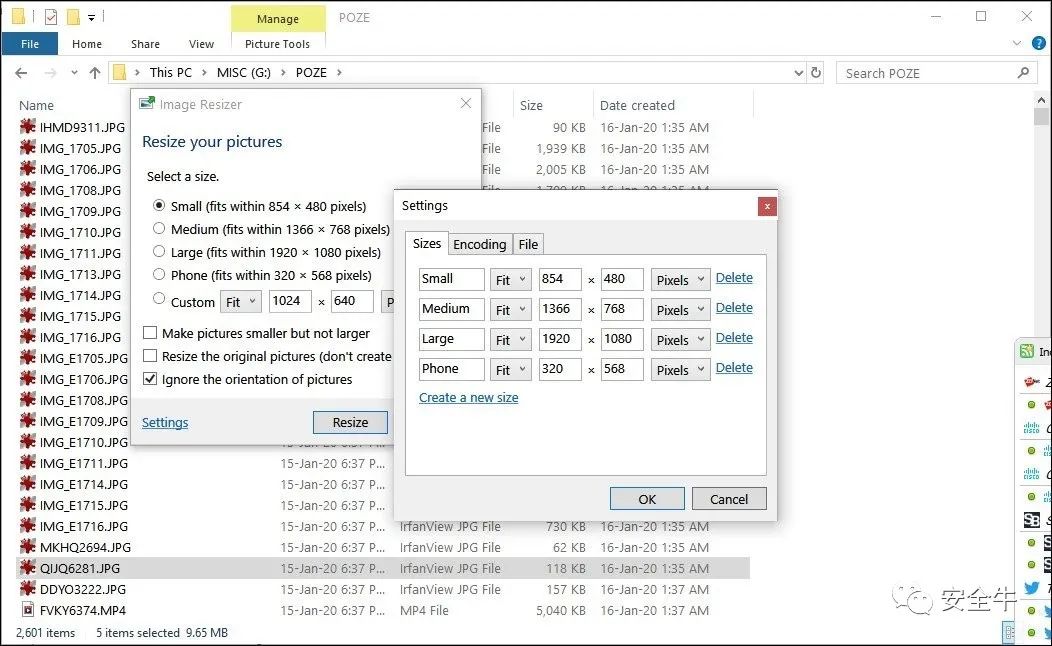 Manage
POZE
File
Home
Share
View
Picture Tools
This PC
MISC (G:)
POZE
Search POZE
Name
Size
Date created
IHMD9311.JPG
File
90 KB
16-Jan-20 1:35 AM
IMG_1705.JPG
File
1,939 KB
16-Jan-20 1:35 AM
IMG_1706.JPG
File
2,005 KB
16-Jan-20 1:35 AM
IMG_1708.JPG
IMG_1709.JPG
IMG_1710.JPG
IMG_1711.JPG
IMG_1713.JPG
IMG_1714.JPG
IMG_1715.JPG
IMG_1716.JPG
IMG_E1705.JPG
IMG_E1706.JPG
IMG_E1708.JPG
IMG_E1709.JPG
IMG_E1710.JPG
IMG_E1711.JPG
15-Jan-20 6:37 P...
IMG_E1714.JPG
15-Jan-20 6:37 P...
IMG_E1715.JPG
15-Jan-20 6:37 P...
IMG_E1716.JPG
15-Jan-20 6:37 P...
IrfanView JPG File
730 KB
16-Jan-20 1:35 AM
MKHQ2694.JPG
15-Jan-20 6:37 P...
IrfanView JPG File
62 KB
16-Jan-20 1:35 AM
QIJQ6281.JPG
15-Jan-20 6:37 P...
IrfanView JPG File
118 KB
16-Jan-20 1:35 AM
DDYO3222.JPG
15-Jan-20 6:37 P...
IrfanView JPG File
157 KB
16-Jan-20 1:37 AM
FVKY6374.MP4
15-Jan-20 6:37 P...
MP4 File
5,040 KB
16-Jan-20 1:37 AM
2,601 items
5 items selected 9.65 MB
Image Resizer
Resize your pictures
Select a size.
Small (fits within 854 × 480 pixels)
Medium (fits within 1366 × 768 pixels)
Large (fits within 1920 × 1080 pixels)
Phone (fits within 320 × 568 pixels)
Custom Fit 1024 × 640 P
Make pictures smaller but not larger
Resize the original pictures (don't create
Ignore the orientation of pictures
Settings
Resize
Settings
Sizes Encoding File
Small Fit 854 × 480 Pixels Delete
Medium Fit 1366 × 768 Pixels Delete
Large Fit 1920 × 1080 Pixels Delete
Phone Fit 320 × 568 Pixels Delete
Create a new size
OK
Cancel
安全牛